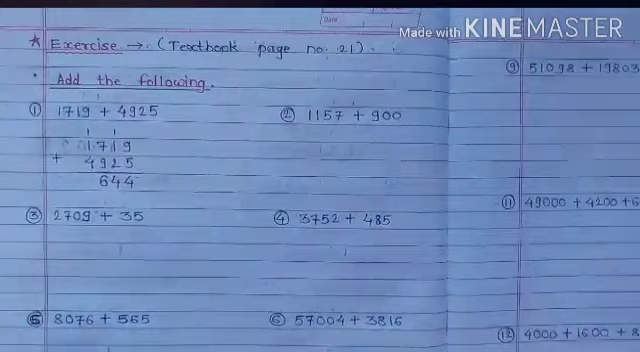 Date
Made with KINEMASTER
* Exercise →. (Textbook page no. 21).
• Add the following.
① 1719 + 4925
1 1
1719
+ 4925
644
② 1157 + 900
③ 2709 + 35
④ 3752 + 485
⑤ 8076 + 565
⑥ 57004 + 3816
⑨ 51098 + 19803
⑪ 49000 + 4200 + 6
⑫ 4000 + 1600 + 8